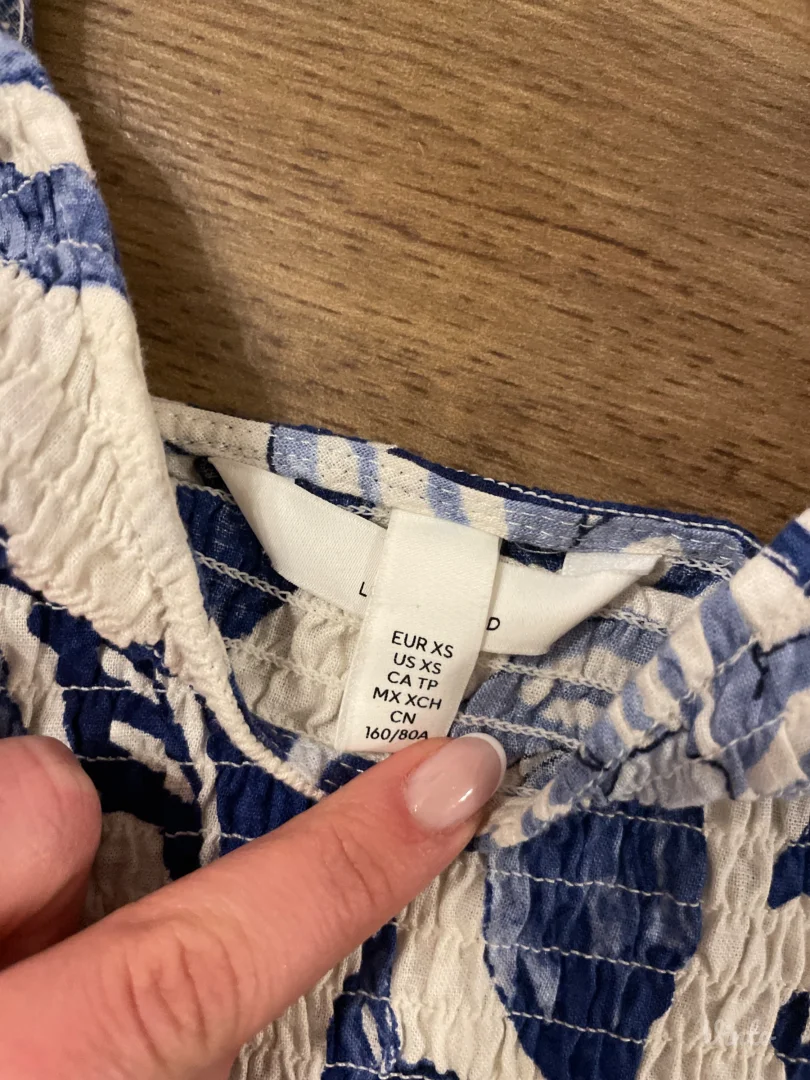 L D
EUR XS
US XS
CA TP
MX XCH
CN
160/80A